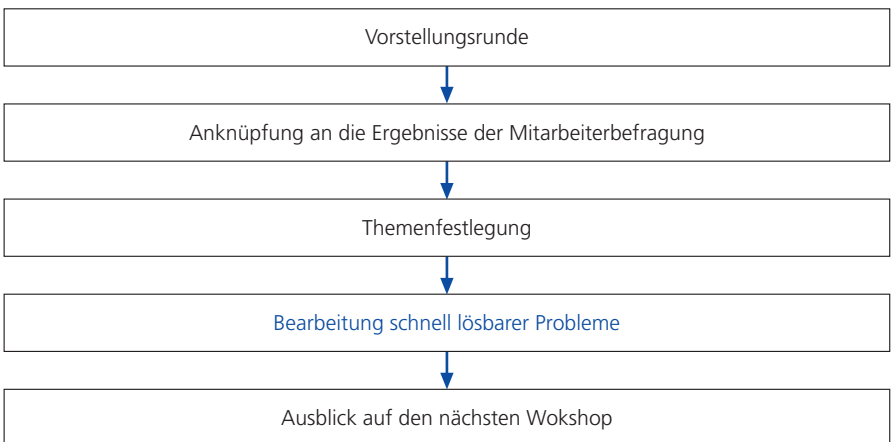 Vorstellungsrunde
Anknüpfung an die Ergebnisse der Mitarbeiterbefragung
Themenfestlegung
Bearbeitung schnell lösbarer Probleme
Ausblick auf den nächsten Wokshop